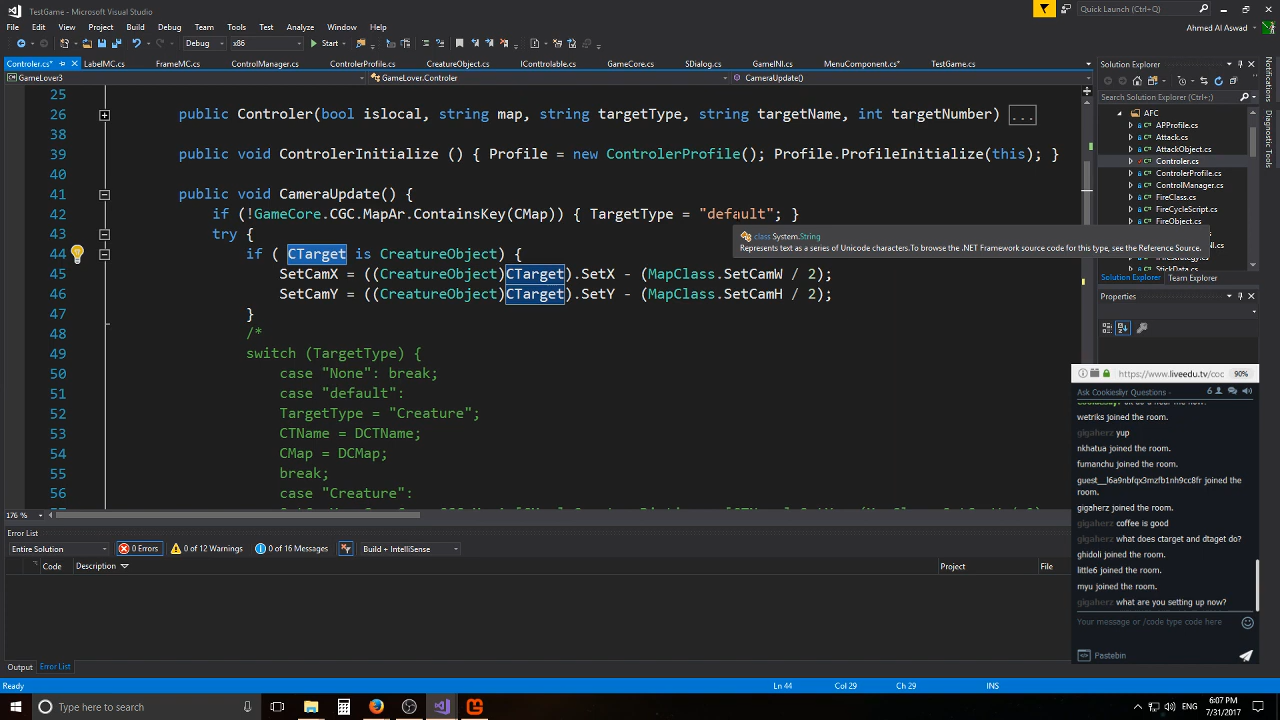 TestGame - Microsoft Visual Studio
Quick Launch (Ctrl+Q)
File Edit View Project Build Debug Team Tools Test Analyze Window Help
Ahmed Al Aswad
Debug x86 Start
Controler.cs* LabelMC.cs FrameMC.cs ControlManager.cs ControlerProfile.cs CreatureObject.cs IConttrolable.cs GameCore.cs SDialog.cs GameINI.cs MenuComponent.cs* TestGame.cs
GameLover3 GameLover.Controler CameraUpdate()
25
26 public Controler(bool islocal, string map, string targetType, string targetName, int targetNumber) ...
38
39 public void ControlerInitialize () { Profile = new ControlerProfile(); Profile.ProfileInitialize(this); }
40
41 public void CameraUpdate() {
42 if (!GameCore.CGC.MapAr.ContainsKey(CMap)) { TargetType = "default"; }
43 try {
class System.String
Represents text as a series of Unicode characters.To browse the .NET Framework source code for this type, see the Reference Source.
44 if ( CTarget is CreatureObject) {
45 SetCamX = ((CreatureObject)CTarget).SetX - (MapClass.SetCamW / 2);
46 SetCamY = ((CreatureObject)CTarget).SetY - (MapClass.SetCamH / 2);
47 }
48 /*
49 switch (TargetType) {
50 case "None": break;
51 case "default":
52 TargetType = "Creature";
53 CTName = DCTName;
54 CMap = DCMap;
55 break;
56 case "Creature":
176 %
Solution Explorer
Search Solution Explorer (Ctrl+;)
AFC
APProfile.cs
Attack.cs
AttackObject.cs
Controler.cs
ControlerProfile.cs
ControlManager.cs
FireClass.cs
FireCycleScript.cs
FireObject.cs
StickData.cs
Solution Explorer Team Explorer
Properties
Notifications
Diagnostic Tools
Error List
Entire Solution 0 Errors 0 of 12 Warnings 0 of 16 Messages Build + IntelliSense
Code Description Project File
Output Error List
https://www.liveedu.tv/coc 90%
Ask Cookieslyr Questions - 6
wetriks joined the room.
gigaherz yup
nkhatua joined the room.
fumanchu joined the room.
guest__l6a9nbfqx3mzfb1nh9cc8fr joined the
room.
gigaherz joined the room.
gigaherz coffee is good
gigaherz what does ctarget and dtaget do?
ghidoli joined the room.
little6 joined the room.
myu joined the room.
gigaherz what are you setting up now?
Your message or /code type code here
Pastebin
Ready Ln 44 Col 29 Ch 29 INS
Type here to search
6:07 PM
7/31/2017